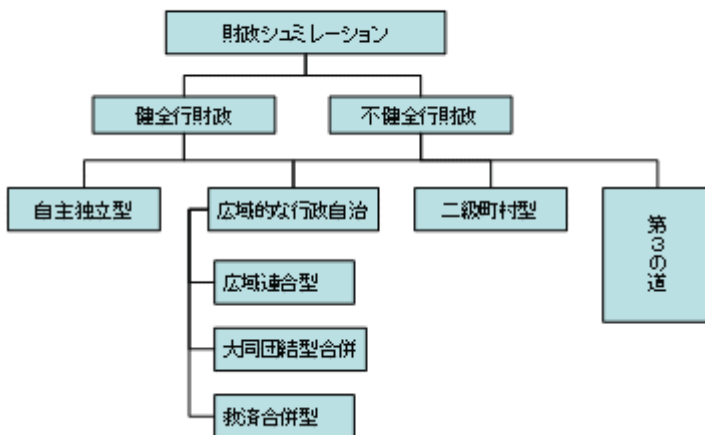 財政シュミレーション
健全行財政
不健全行財政
自主独立型
広域的な行政自治
二級町村型
第3の道
広域連合型
大同団結型合併
救済合併型